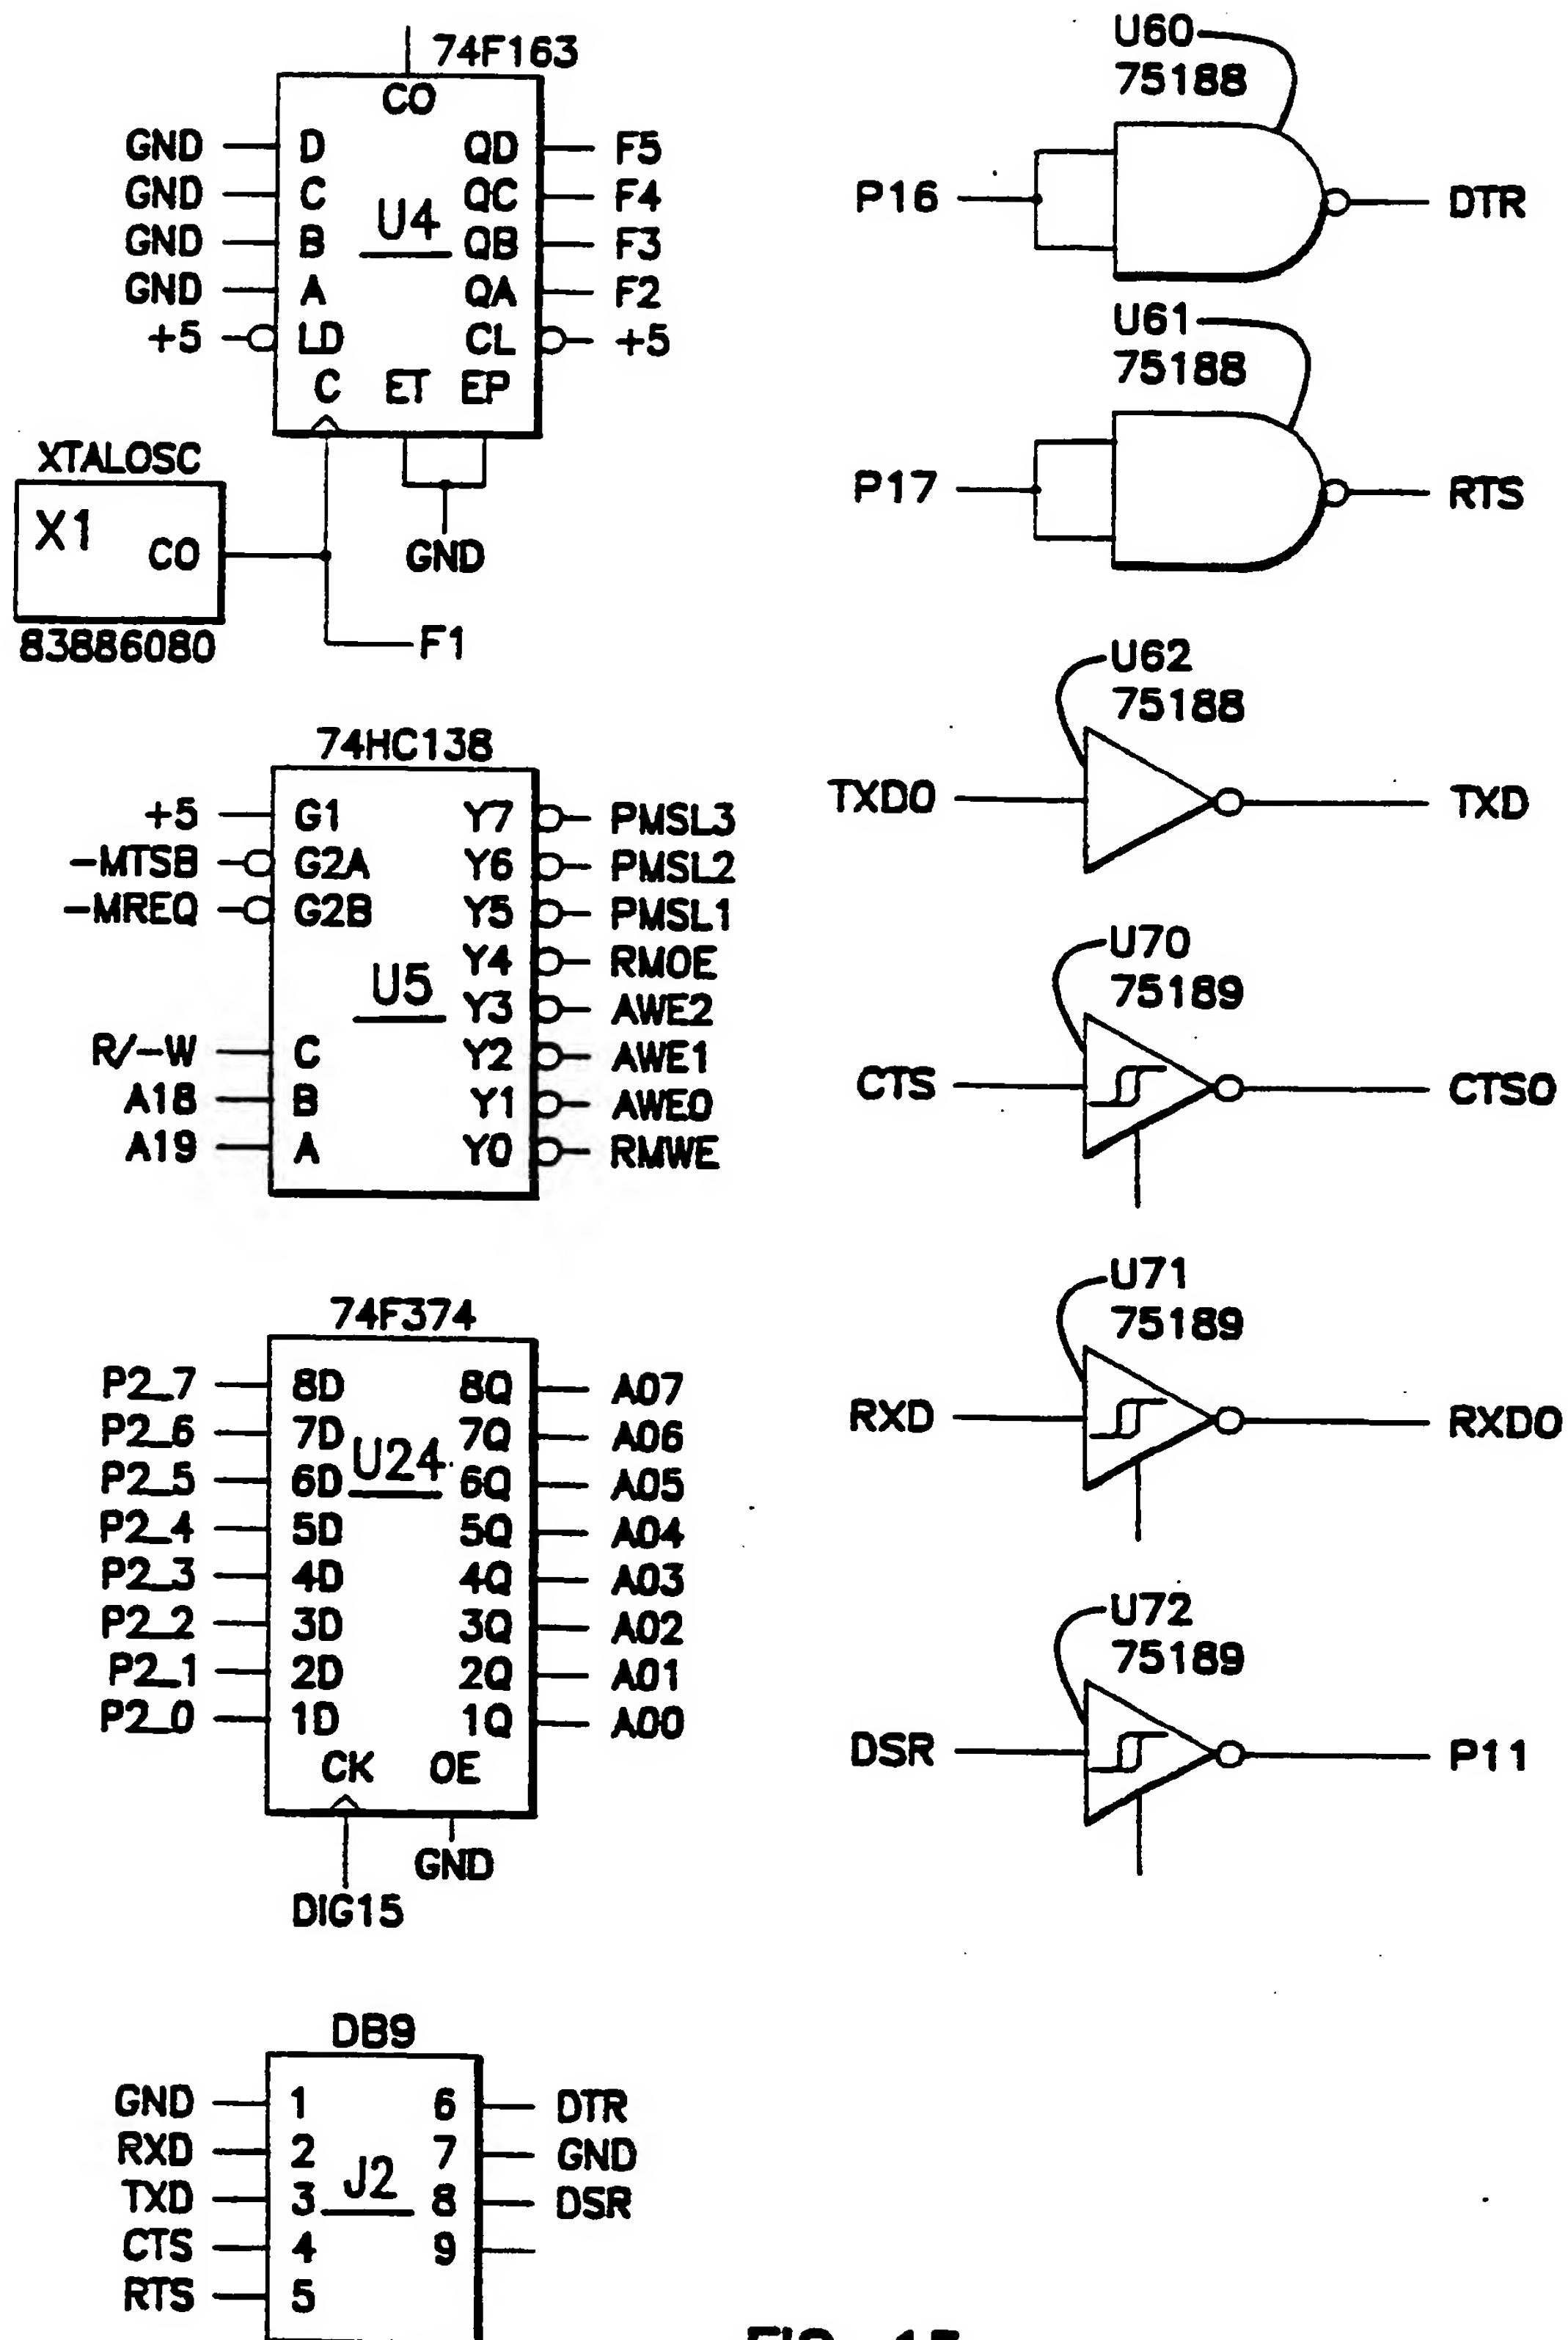 74F163
CO
GND D QD F5
GND C QC F4
U4
GND B QB F3
GND A QA F2
+5 LD CL +5
C ET EP
XTALOSC
X1
CO
GND
83886080
F1
74HC138
+5 G1 Y7 PMSL3
-MTSB G2A Y6 PMSL2
-MREQ G2B Y5 PMSL1
Y4 RMOE
U5
Y3 AWE2
R/-W C Y2 AWE1
A18 B Y1 AWE0
A19 A Y0 RMWE
74F374
P2_7 8D 8Q A07
P2_6 7D 7Q A06
U24
P2_5 6D 6Q A05
P2_4 5D 5Q A04
P2_3 4D 4Q A03
P2_2 3D 3Q A02
P2_1 2D 2Q A01
P2_0 1D 1Q A00
CK OE
GND
DIG15
DB9
GND 1 6 DTR
RXD 2 7 GND
J2
TXD 3 8 DSR
CTS 4 9
RTS 5
U60
75188
P16 DTR
U61
75188
P17 RTS
U62
75188
TXD0 TXD
U70
75189
CTS CTS0
U71
75189
RXD RXD0
U72
75189
DSR P11